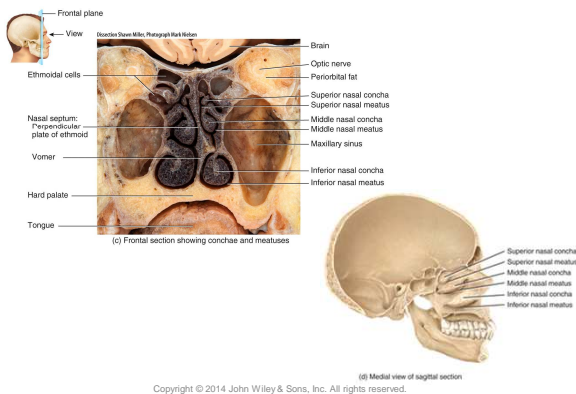 Frontal plane
View
Dissection Shawn Miller, Photograph Mark Nielsen
Brain
Optic nerve
Periorbital fat
Ethmoidal cells
Superior nasal concha
Superior nasal meatus
Nasal septum:
Perpendicular
plate of ethmoid
Middle nasal concha
Middle nasal meatus
Maxillary sinus
Vomer
Inferior nasal concha
Inferior nasal meatus
Hard palate
Tongue
(c) Frontal section showing conchae and meatuses
Superior nasal concha
Superior nasal meatus
Middle nasal concha
Middle nasal meatus
Inferior nasal concha
Inferior nasal meatus
(d) Medial view of sagittal section
Copyright © 2014 John Wiley & Sons, Inc. All rights reserved.